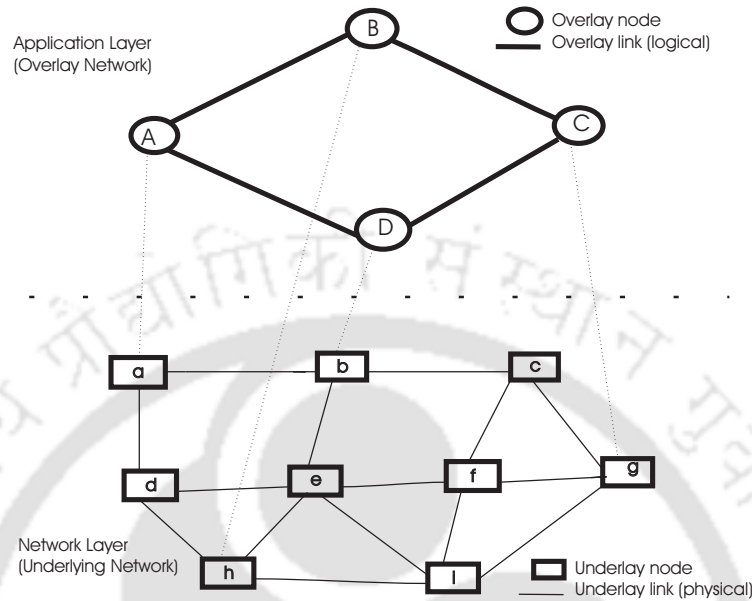 Application Layer
(Overlay Network)
B
Overlay node
Overlay link (logical)
A
C
D
a
b
c
d
e
f
g
h
l
Network Layer
(Underlying Network)
Underlay node
Underlay link (physical)